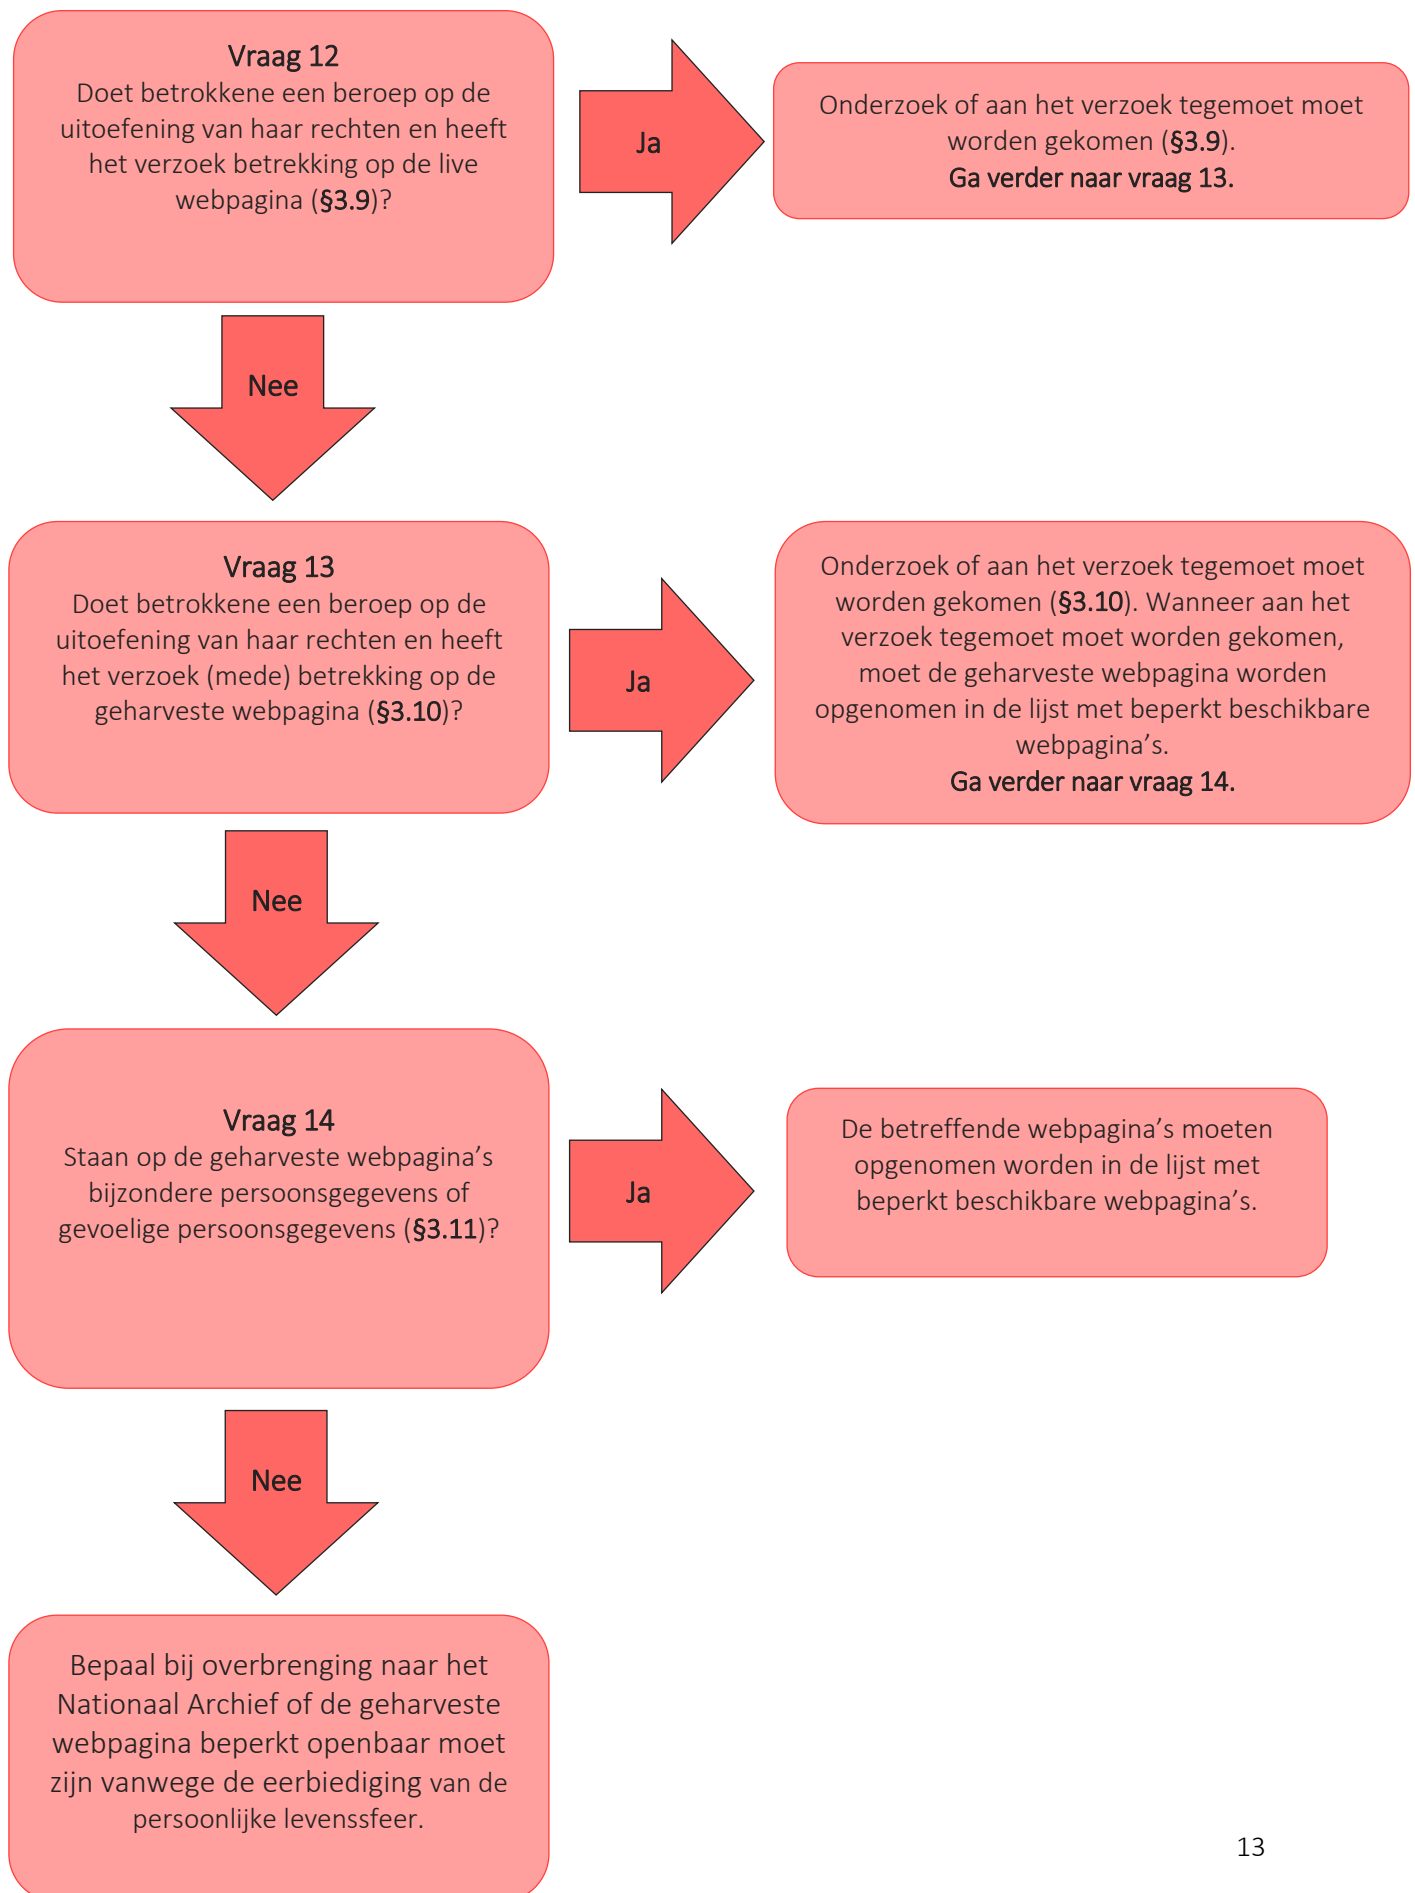 Vraag 12
Doet betrokkene een beroep op de
uitoefening van haar rechten en heeft
het verzoek betrekking op de live
webpagina (§3.9)?
Ja
Onderzoek of aan het verzoek tegemoet moet
worden gekomen (§3.9).
Ga verder naar vraag 13.
Nee
Vraag 13
Doet betrokkene een beroep op de
uitoefening van haar rechten en heeft
het verzoek (mede) betrekking op de
geharveste webpagina (§3.10)?
Ja
Onderzoek of aan het verzoek tegemoet moet
worden gekomen (§3.10). Wanneer aan het
verzoek tegemoet moet worden gekomen,
moet de geharveste webpagina worden
opgenomen in de lijst met beperkt beschikbare
webpagina’s.
Ga verder naar vraag 14.
Nee
Vraag 14
Staan op de geharveste webpagina’s
bijzondere persoonsgegevens of
gevoelige persoonsgegevens (§3.11)?
Ja
De betreffende webpagina’s moeten
opgenomen worden in de lijst met
beperkt beschikbare webpagina’s.
Nee
Bepaal bij overbrenging naar het
Nationaal Archief of de geharveste
webpagina beperkt openbaar moet
zijn vanwege de eerbiediging van de
persoonlijke levenssfeer.
13